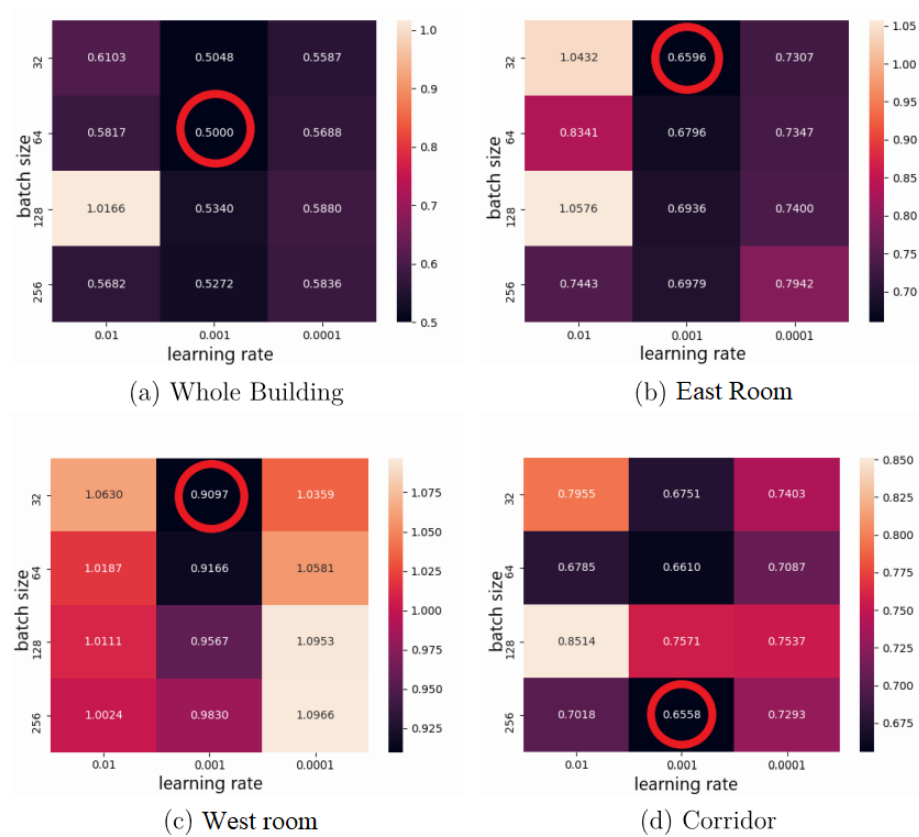 batch size
32
64
128
256
0.6103 0.5048 0.5587
0.5817 0.5000 0.5688
1.0166 0.5340 0.5880
0.5682 0.5272 0.5836
0.01 0.001 0.0001
learning rate
1.0
0.9
0.8
0.7
0.6
0.5
(a) Whole Building
batch size
32
64
128
256
1.0432 0.6596 0.7307
0.8341 0.6796 0.7347
1.0576 0.6936 0.7400
0.7443 0.6979 0.7942
0.01 0.001 0.0001
learning rate
1.05
1.00
0.95
0.90
0.85
0.80
0.75
0.70
(b) East Room
batch size
32
64
128
256
1.0630 0.9097 1.0359
1.0187 0.9166 1.0581
1.0111 0.9567 1.0953
1.0024 0.9830 1.0966
0.01 0.001 0.0001
learning rate
1.075
1.050
1.025
1.000
0.975
0.950
0.925
(c) West room
batch size
32
64
128
256
0.7955 0.6751 0.7403
0.6785 0.6610 0.7087
0.8514 0.7571 0.7537
0.7018 0.6558 0.7293
0.01 0.001 0.0001
learning rate
0.850
0.825
0.800
0.775
0.750
0.725
0.700
0.675
(d) Corridor